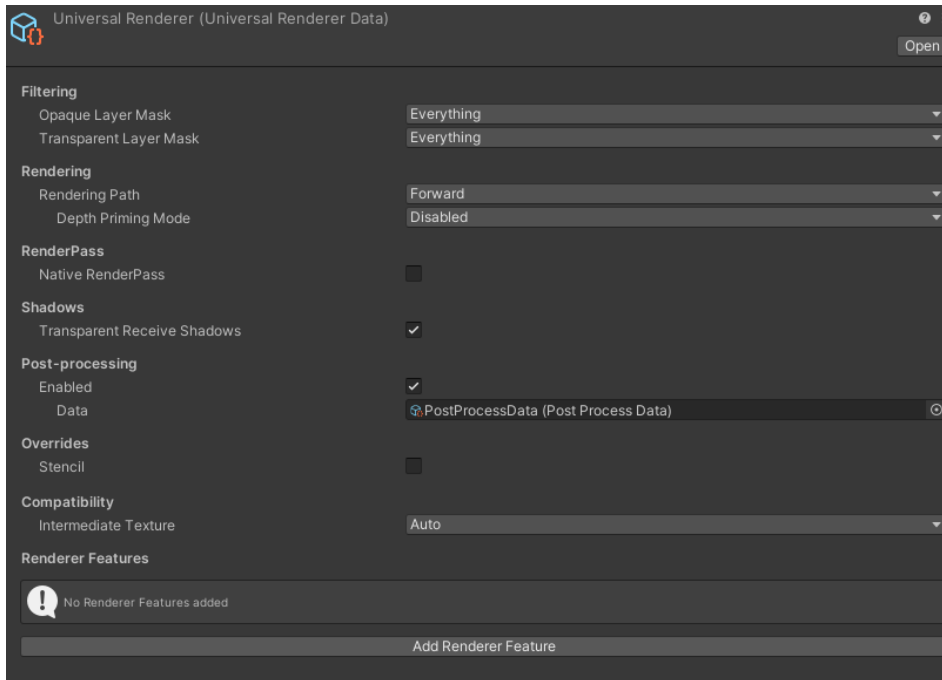 Universal Renderer (Universal Renderer Data)
Open
Filtering
Opaque Layer Mask Everything
Transparent Layer Mask Everything
Rendering
Rendering Path Forward
Depth Priming Mode Disabled
RenderPass
Native RenderPass
Shadows
Transparent Receive Shadows
Post-processing
Enabled
Data PostProcessData (Post Process Data)
Overrides
Stencil
Compatibility
Intermediate Texture Auto
Renderer Features
No Renderer Features added
Add Renderer Feature